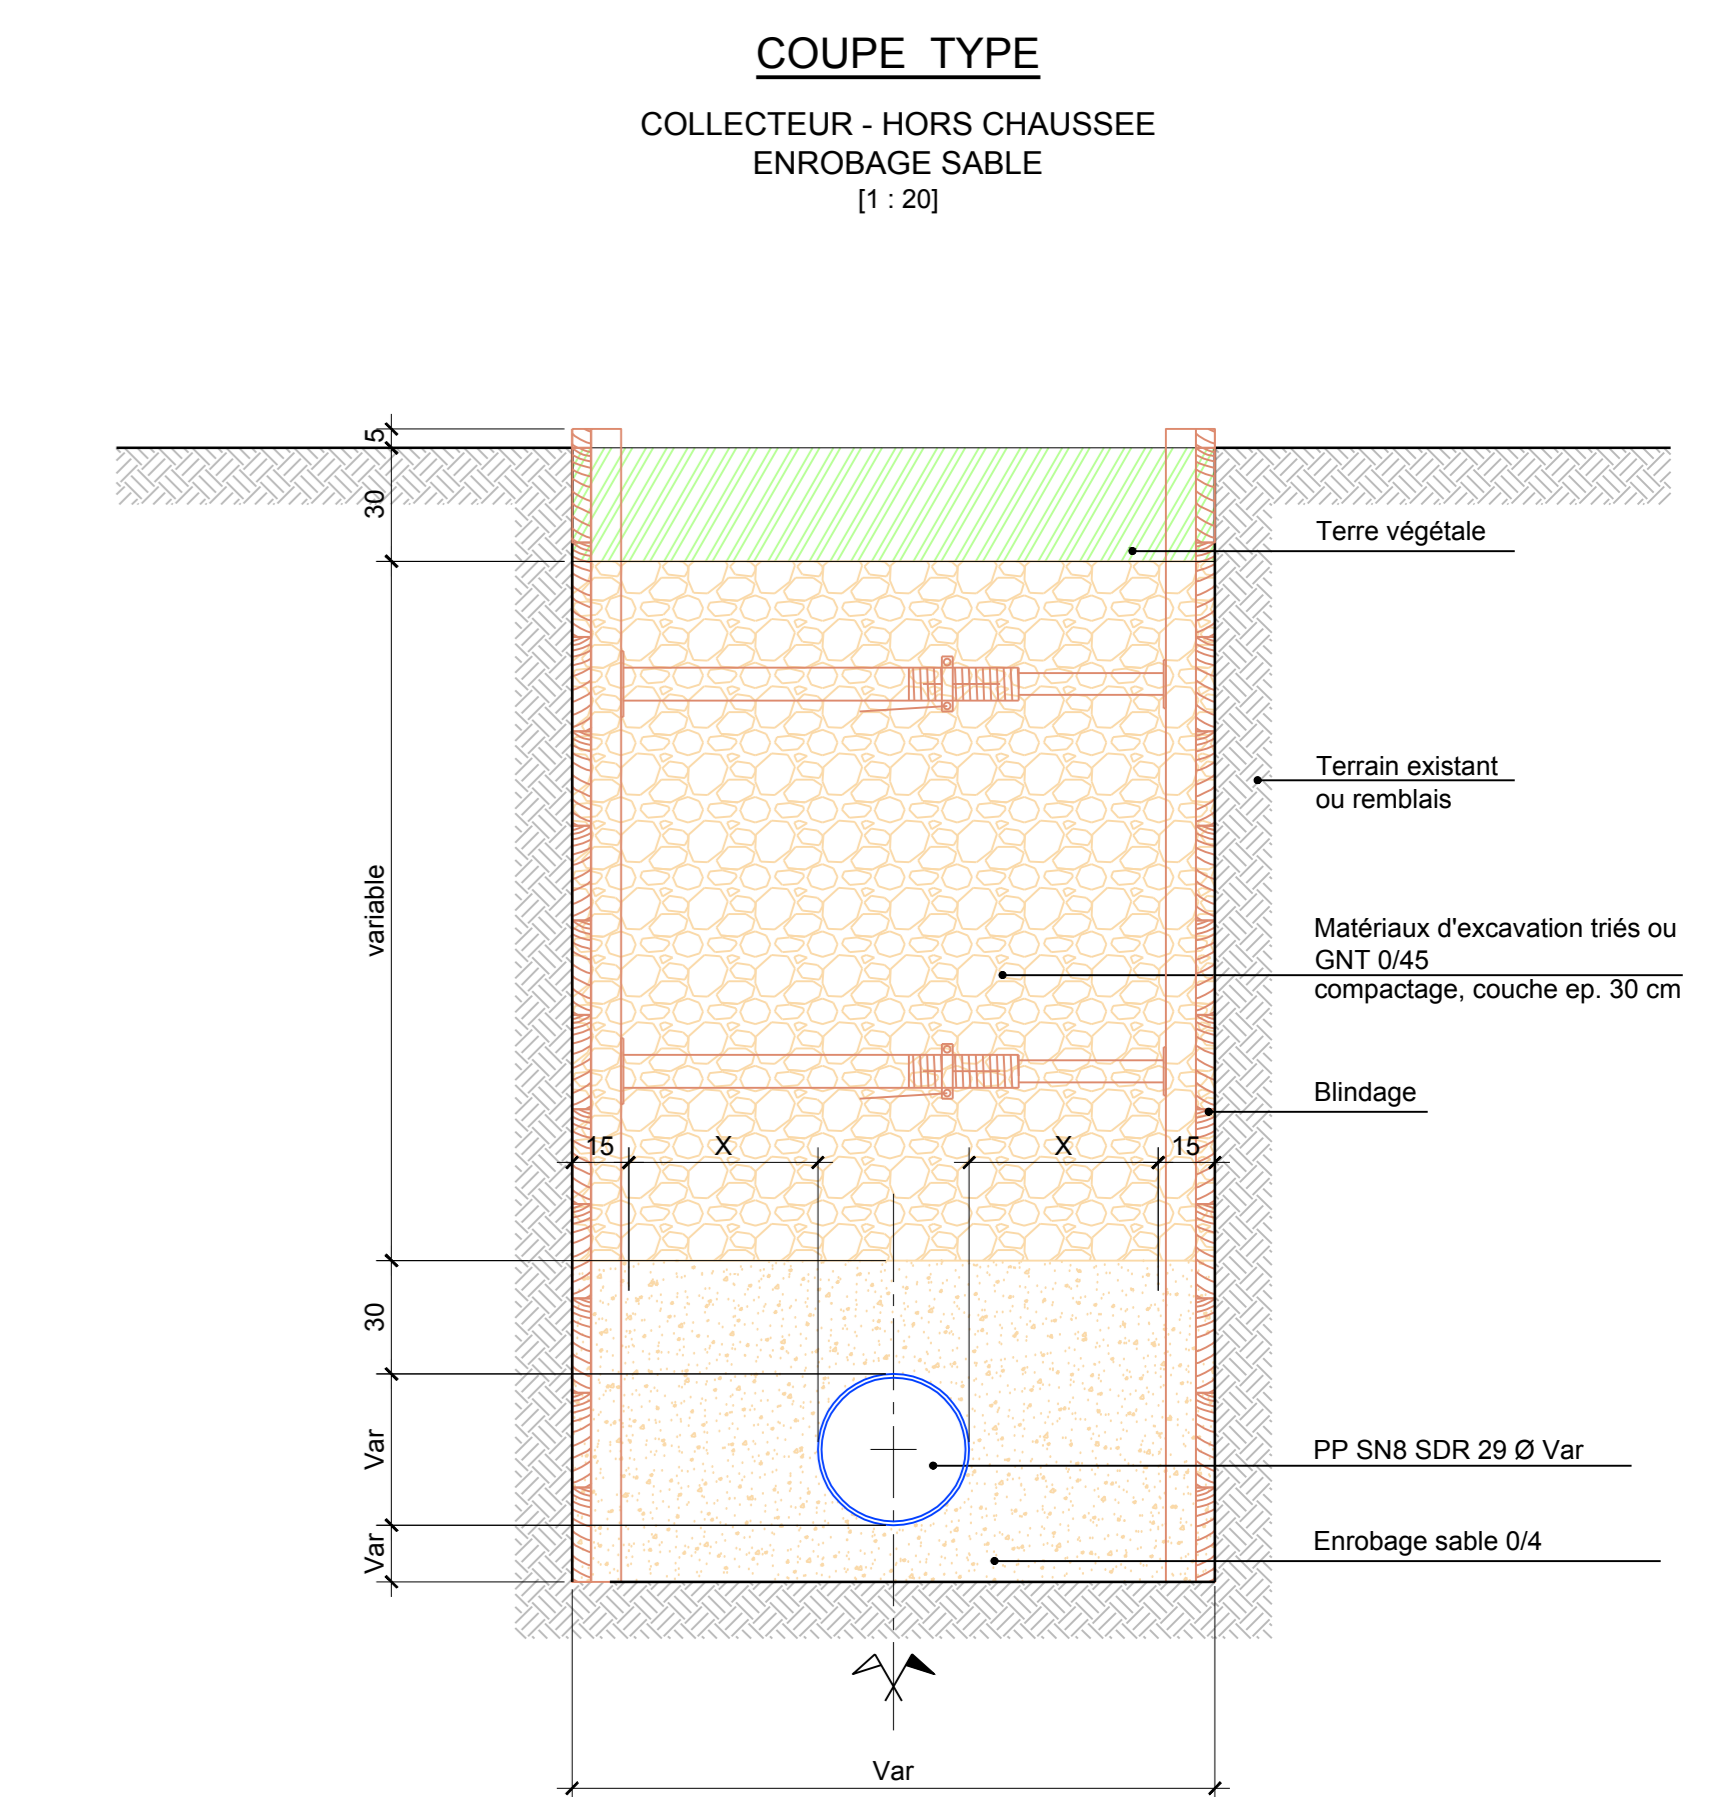 COUPE TYPE
COLLECTEUR - HORS CHAUSSEE
ENROBAGE SABLE
[1 : 20]
5
30
Terre végétale
Terrain existant
ou remblais
variable
Matériaux d'excavation triés ou
GNT 0/45
compactage, couche ep. 30 cm
Blindage
15 X X 15
30
Var
PP SN8 SDR 29 Ø Var
Var
Enrobage sable 0/4
Var